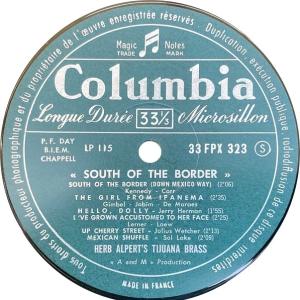 Tous droits du producteur phonographique et du propriétaire de l'œuvre enregistrée réservés - Duplication, exécution publique, radiodiffusion de ce disque interdites
Magic Notes
TRADE MARK
Columbia
Longue Durée 33⅓ Microsillon
P. F. DAY
B.I.E.M.
CHAPPELL
LP 115
33 FPX 323 S
« SOUTH OF THE BORDER »
SOUTH OF THE BORDER (DOWN MEXICO WAY) (2'06)
Kennedy - Carr
THE GIRL FROM IPANEMA (2'35)
Gimbel - Jobim - De Moraes
HELLO, DOLLY - Jerry Herman (1'53)
I'VE GROWN ACCUSTOMED TO HER FACE (2'25)
Lerner - Loewe
UP CHERRY STREET - Julius Wetcher (2'13)
MEXICAN SHUFFLE - Sol Lake (2'09)
HERB ALPERT'S TIJUANA BRASS
« A and M » Production
MADE IN FRANCE